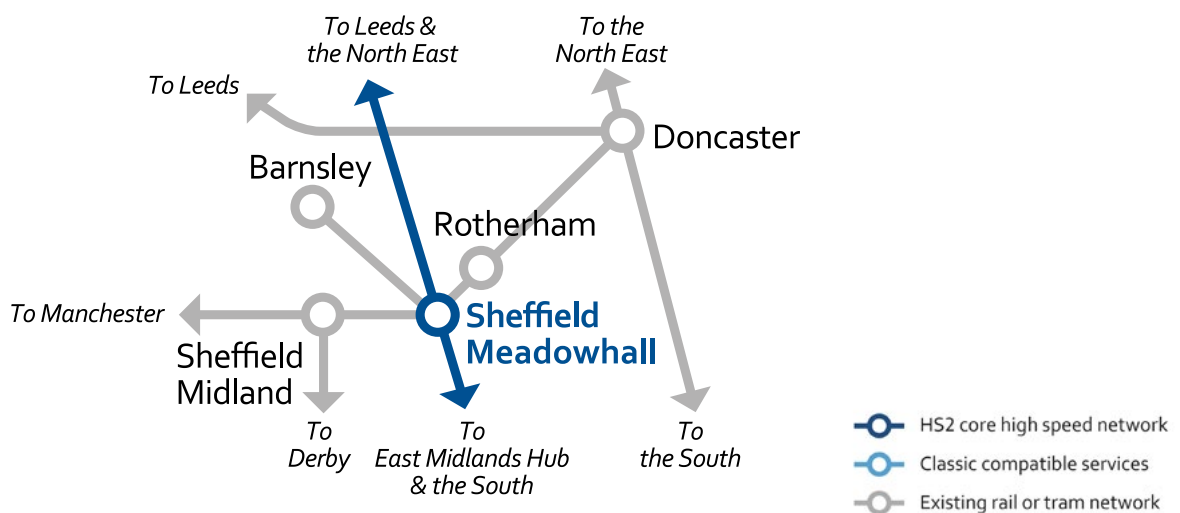 To Leeds &
the North East
To the
North East
To Leeds
Doncaster
Barnsley
Rotherham
To Manchester
Sheffield
Meadowhall
Sheffield
Midland
To
Derby
To
East Midlands Hub
& the South
To
the South
HS2 core high speed network
Classic compatible services
Existing rail or tram network